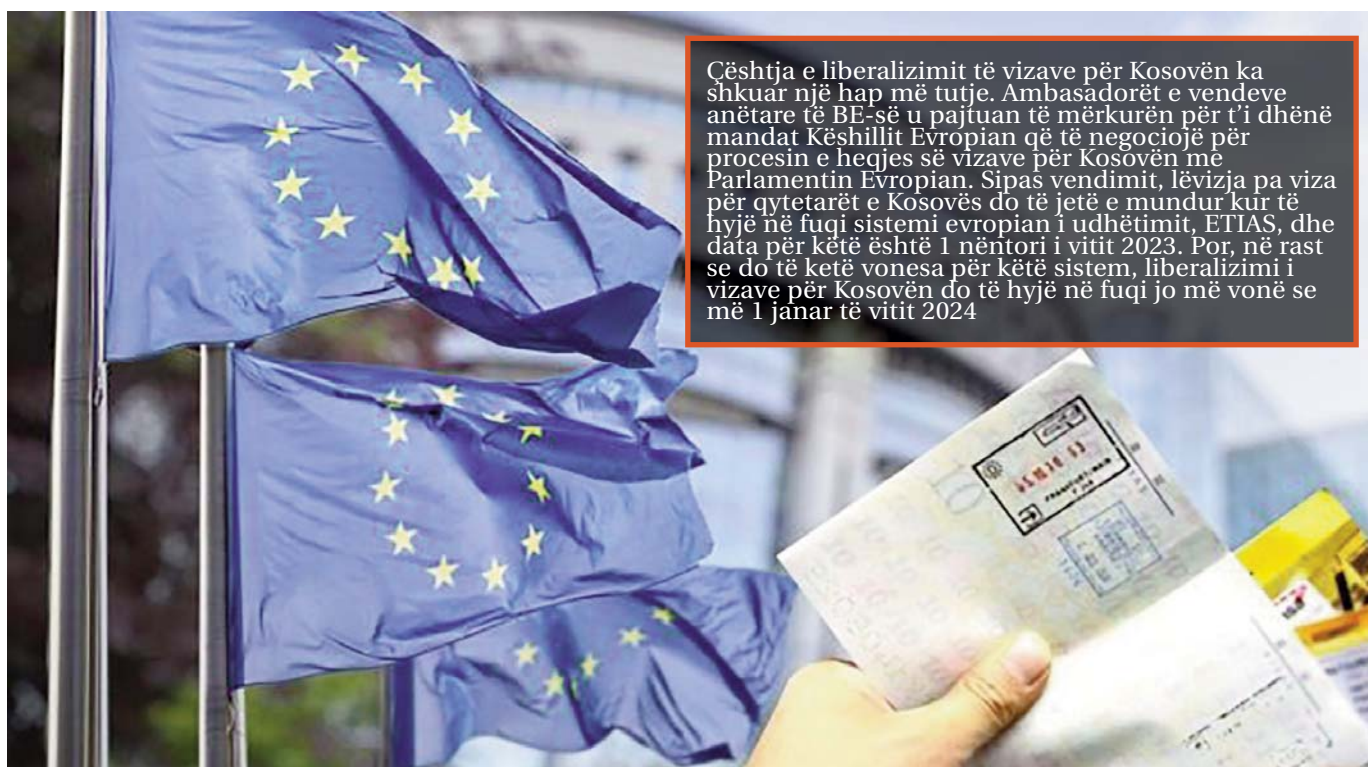 Çështja e liberalizimit të vizave për Kosovën ka
shkuar një hap më tutje. Ambasadorët e vendeve
anëtare të BE-së u pajtuan të mërkurën për t'i dhënë
mandat Këshillit Evropian që të negociojë për
procesin e heqjes së vizave për Kosovën me
Parlamentin Evropian. Sipas vendimit, lëvizja pa viza
për qytetarët e Kosovës do të jetë e mundur kur të
hyjë në fuqi sistemi evropian i udhëtimit, ETIAS, dhe
data për këtë është 1 nëntori i vitit 2023. Por, në rast
se do të ketë vonesa për këtë sistem, liberalizimi i
vizave për Kosovën do të hyjë në fuqi jo më vonë se
më 1 janar të vitit 2024